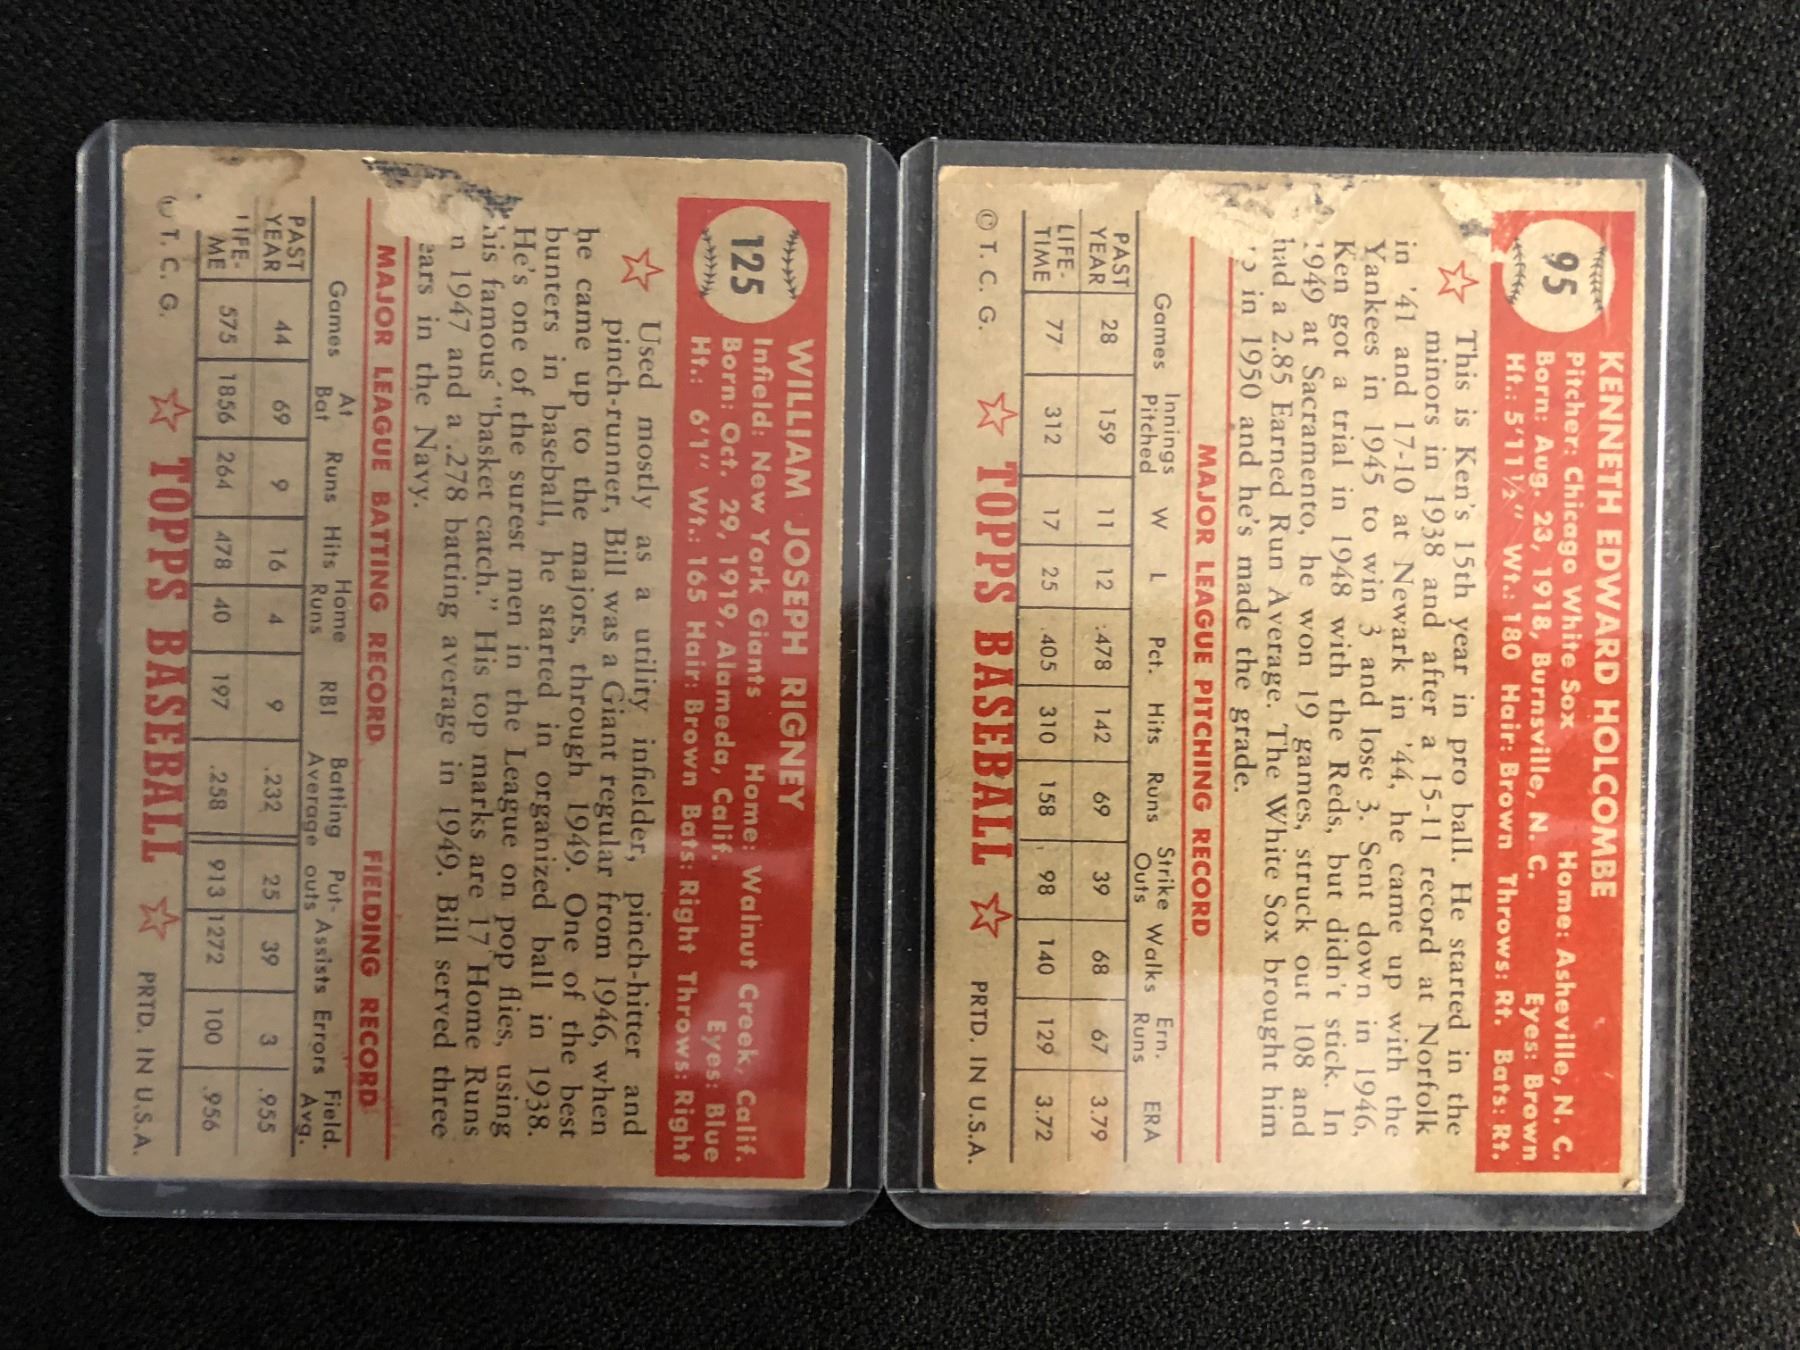 95
KENNETH EDWARD HOLCOMBE
Pitcher: Chicago White Sox Home: Asheville, N. C.
Born: Aug. 23, 1918, Burnsville, N. C. Eyes: Brown
Ht.: 5'11½" Wt.: 180 Hair: Brown Throws: Rt. Bats: Rt.
This is Ken's 15th year in pro ball. He started in the
minors in 1938 and after a 15-11 record at Norfolk
in '41 and 17-10 at Newark in '44, he came up with the
Yankees in 1945 to win 3 and lose 3. Sent down in 1946,
Ken got a trial in 1948 with the Reds, but didn't stick. In
1949 at Sacramento, he won 19 games, struck out 108 and
had a 2.85 Earned Run Average. The White Sox brought him
in 1950 and he's made the grade.
MAJOR LEAGUE PITCHING RECORD
Games Innings Pitched W L Pct. Hits Runs Strike Outs Walks Ern. Runs ERA
PAST YEAR 28 159 11 12 .478 142 69 39 68 67 3.79
LIFE-TIME 77 312 17 25 405 310 158 98 140 129 3.72
© T. C. G. TOPPS BASEBALL PRTD. IN U.S.A.
125
WILLIAM JOSEPH RIGNEY
Infield: New York Giants Home: Walnut Creek, Calif.
Born: Oct. 29, 1919, Alameda, Calif. Eyes: Blue
Ht.: 6'1" Wt.: 165 Hair: Brown Bats: Right Throws: Right
Used mostly as a utility infielder, pinch-hitter and
pinch-runner, Bill was a Giant regular from 1946, when
he came up to the majors, through 1949. One of the best
bunters in baseball, he started in organized ball in 1938.
He's one of the surest men in the League on pop flies, using
his famous "basket catch." His top marks are 17 Home Runs
n 1947 and a .278 batting average in 1949. Bill served three
ears in the Navy.
MAJOR LEAGUE BATTING RECORD FIELDING RECORD
Games At Bat Runs Hits Home Runs RBI Batting Average Put-outs Assists Errors Field. Avg.
PAST YEAR 44 69 9 16 4 9 .232 25 39 3 .955
IFE-ME 575 1856 264 478 40 197 .258 913 1272 100 .956
T. C. G. TOPPS BASEBALL PRTD. IN U.S.A.